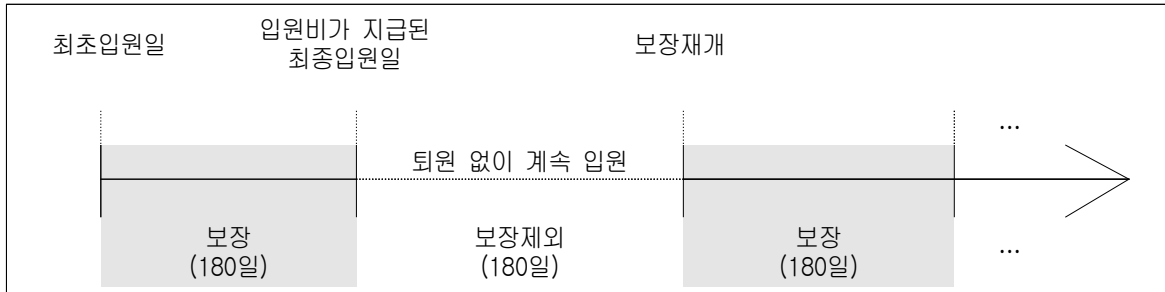 최초입원일
입원비가 지급된
최종입원일
보장재개
...
퇴원 없이 계속 입원
보장
(180일)
보장제외
(180일)
보장
(180일)
...